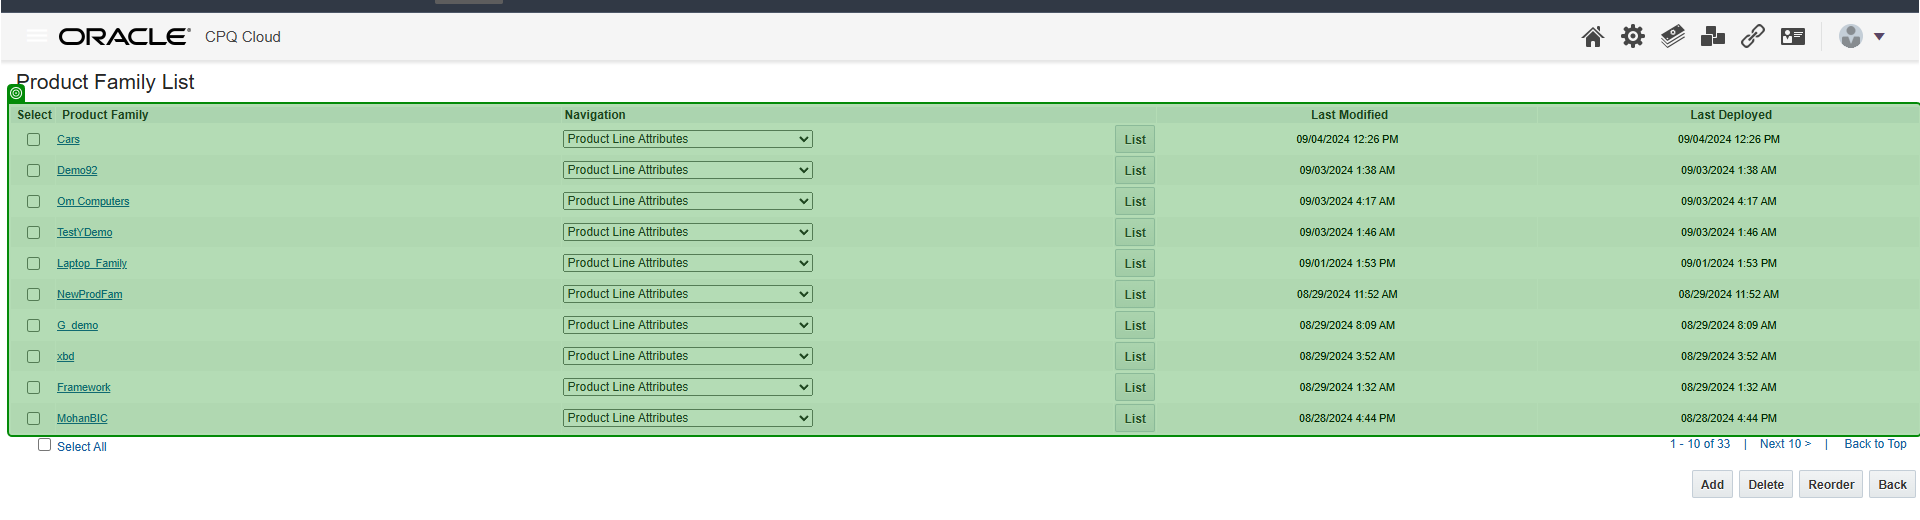 ORACLE® CPQ Cloud
Product Family List
Select Product Family Navigation Last Modified Last Deployed
Cars Product Line Attributes List 09/04/2024 12:26 PM 09/04/2024 12:26 PM
Demo92 Product Line Attributes List 09/03/2024 1:38 AM 09/03/2024 1:38 AM
Om Computers Product Line Attributes List 09/03/2024 4:17 AM 09/03/2024 4:17 AM
TestYDemo Product Line Attributes List 09/03/2024 1:46 AM 09/03/2024 1:46 AM
Laptop_Family Product Line Attributes List 09/01/2024 1:53 PM 09/01/2024 1:53 PM
NewProdFam Product Line Attributes List 08/29/2024 11:52 AM 08/29/2024 11:52 AM
G_demo Product Line Attributes List 08/29/2024 8:09 AM 08/29/2024 8:09 AM
xbd Product Line Attributes List 08/29/2024 3:52 AM 08/29/2024 3:52 AM
Framework Product Line Attributes List 08/29/2024 1:32 AM 08/29/2024 1:32 AM
MohanBIC Product Line Attributes List 08/28/2024 4:44 PM 08/28/2024 4:44 PM
Select All 1 - 10 of 33 | Next 10 > | Back to Top
Add Delete Reorder Back